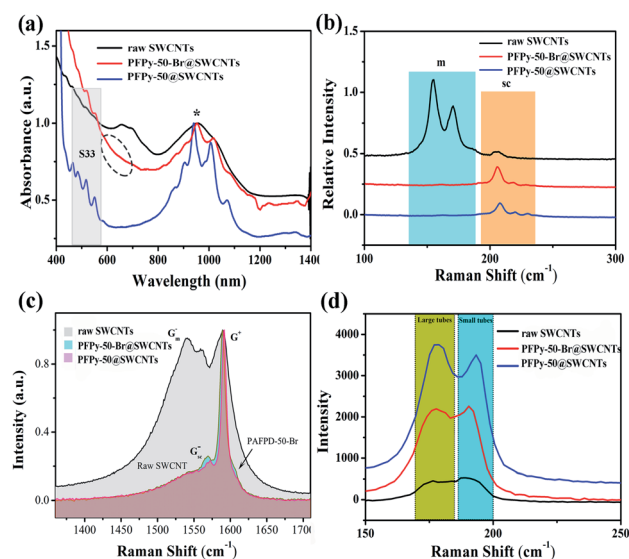 (a)
raw SWCNTs
PFPy-50-Br@SWCNTs
PFPy-50@SWCNTs
*
S33
1.5
1.0
0.5
Absorbance (a.u.)
400 600 800 1000 1200 1400
Wavelength (nm)
(b)
raw SWCNTs
PFPy-50-Br@SWCNTs
PFPy-50@SWCNTs
m
sc
1.5
1.0
0.5
0.0
Relative Intensity
100 150 200 250 300
Raman Shift (cm-1)
(c)
raw SWCNTs
PFPy-50-Br@SWCNTs
PFPy-50@SWCNTs
G-m
G+
G-sc
Raw SWCNT
PAFPD-50-Br
0.8
0.4
0.0
Intensity (a.u.)
1400 1450 1500 1550 1600 1650 1700
Raman Shift (cm-1)
(d)
Large tubes
Small tubes
raw SWCNTs
PFPy-50-Br@SWCNTs
PFPy-50@SWCNTs
4000
3000
2000
1000
0
Intensity
150 200 250
Raman Shift (cm-1)